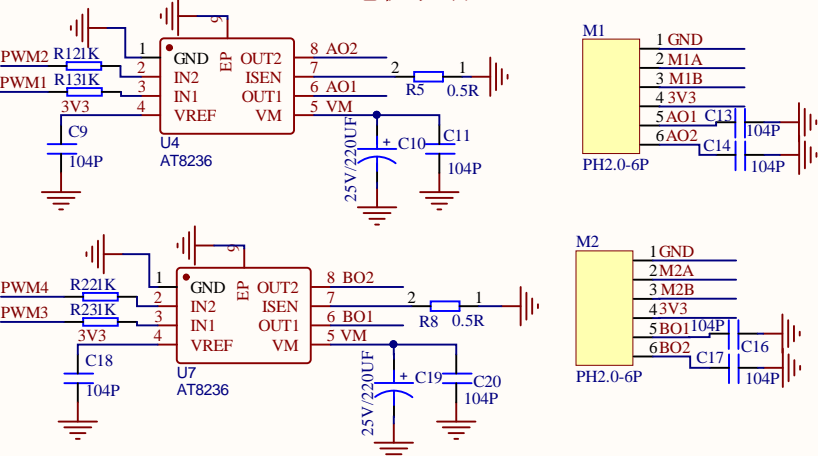 9
1 GND EP OUT2 8 AO2
PWM2 R12 1K 2 IN2 ISEN 7 2 1
R5 0.5R
PWM1 R13 1K 3 IN1 OUT1 6 AO1
3V3 4 VREF VM 5 VM
C9 104P
U4
AT8236
25V/220UF + C10
C11 104P
M1
1 GND
2 M1A
3 M1B
4 3V3
5 AO1 C13 104P
6 AO2 C14 104P
PH2.0-6P
9
1 GND EP OUT2 8 BO2
PWM4 R22 1K 2 IN2 ISEN 7 2 1
R8 0.5R
PWM3 R23 1K 3 IN1 OUT1 6 BO1
3V3 4 VREF VM 5 VM
C18 104P
U7
AT8236
25V/220UF + C19
C20 104P
M2
1 GND
2 M2A
3 M2B
4 3V3
5 BO1 104P C16
6 BO2 C17 104P
PH2.0-6P